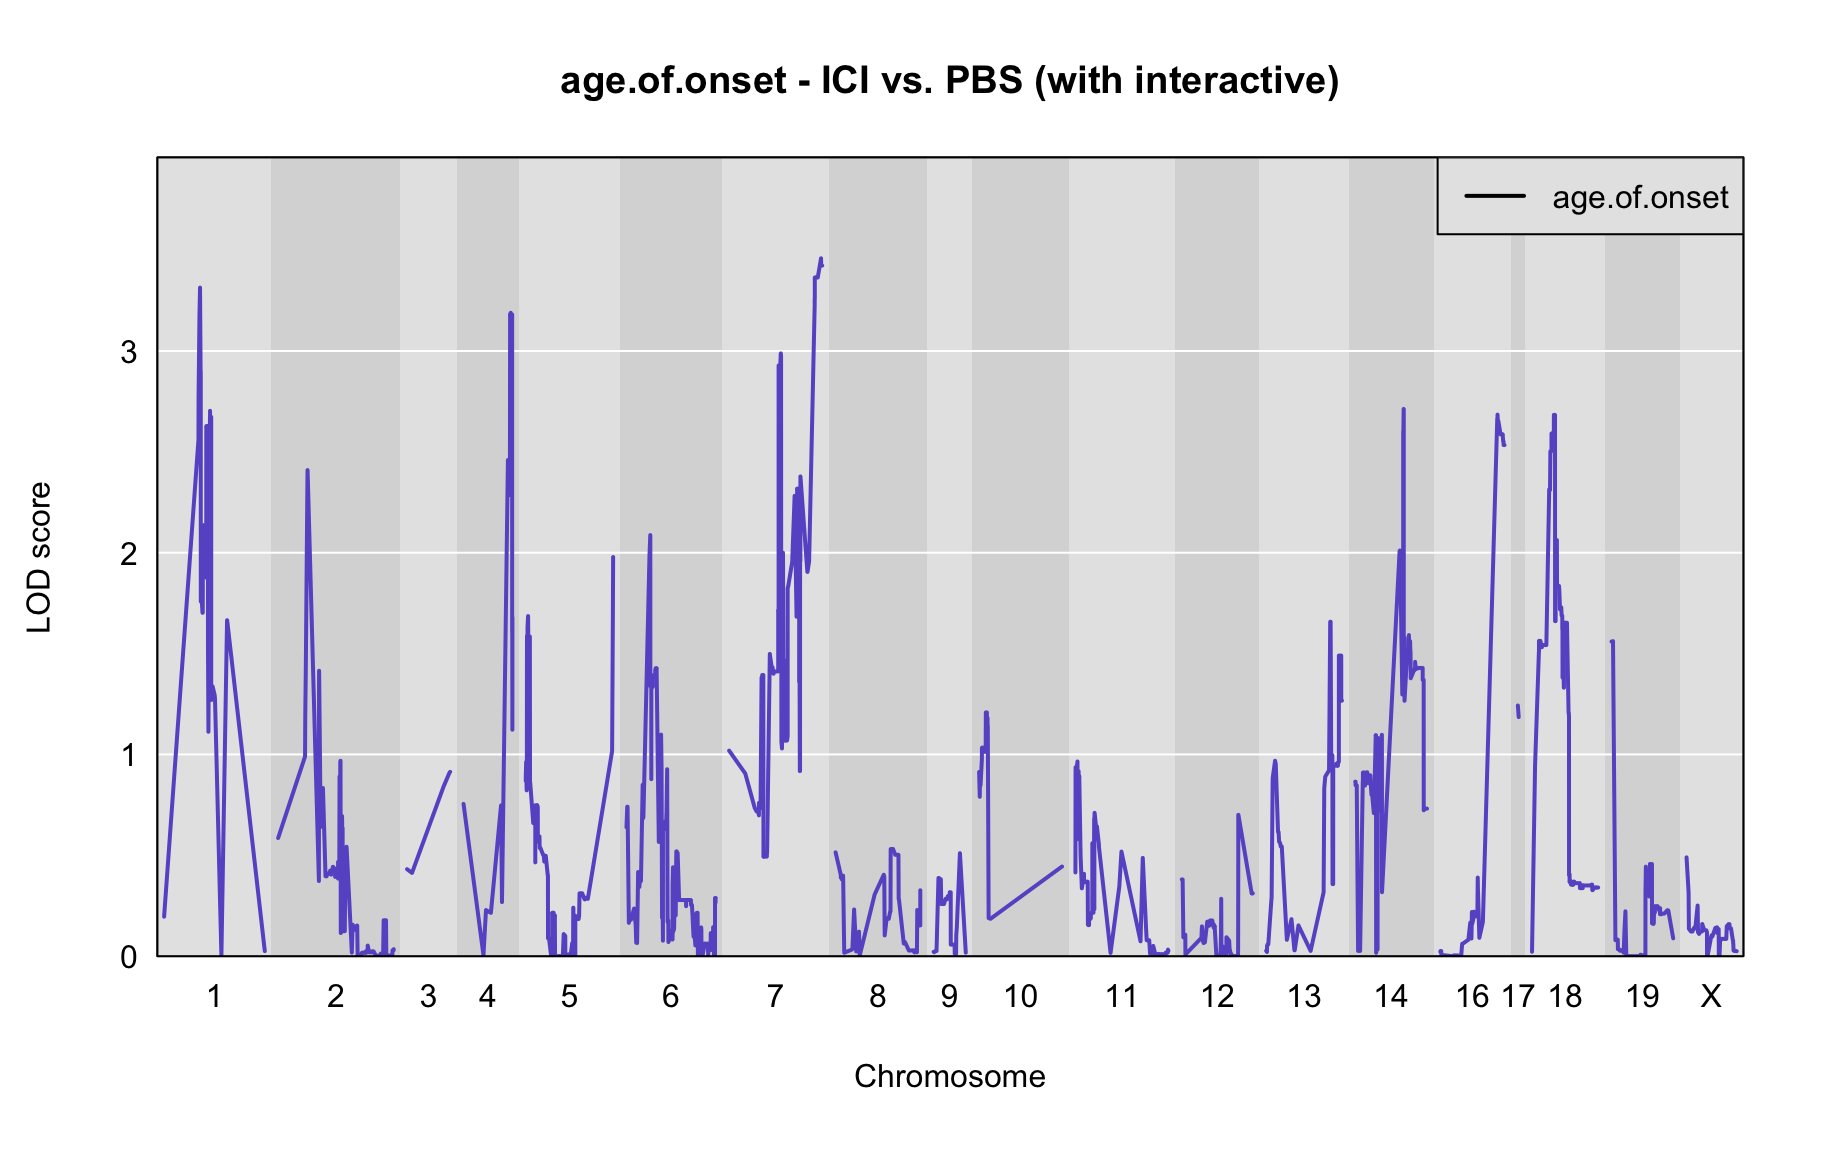 age.of.onset - ICI vs. PBS (with interactive)
age.of.onset
LOD score
3
2
1
0
1 2 3 4 5 6 7 8 9 10 11 12 13 14 16 17 18 19 X
Chromosome